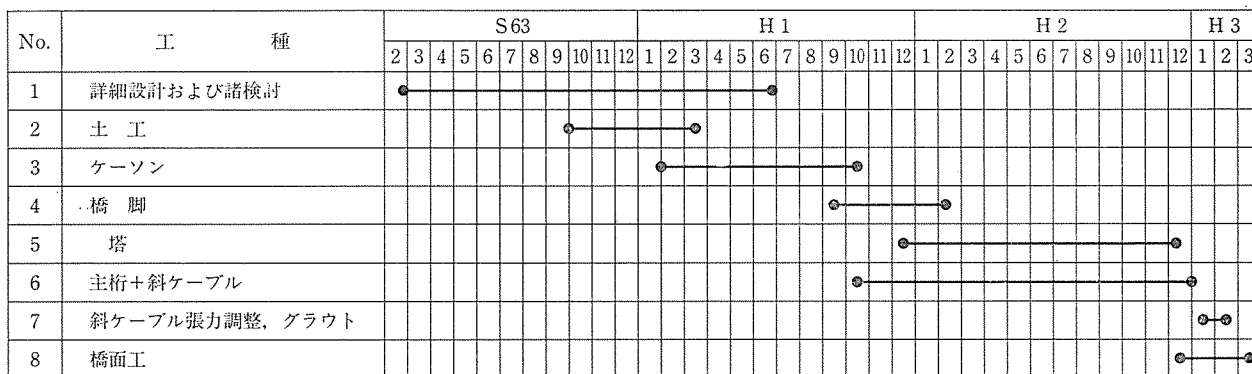 No. 工種 S63 H1 H2 H3
2 3 4 5 6 7 8 9 10 11 12 1 2 3 4 5 6 7 8 9 10 11 12 1 2 3 4 5 6 7 8 9 10 11 12 1 2 3
1 詳細設計および諸検討
2 土工
3 ケーソン
4 橋脚
5 塔
6 主桁+斜ケーブル
7 斜ケーブル張力調整,グラウト
8 橋面工